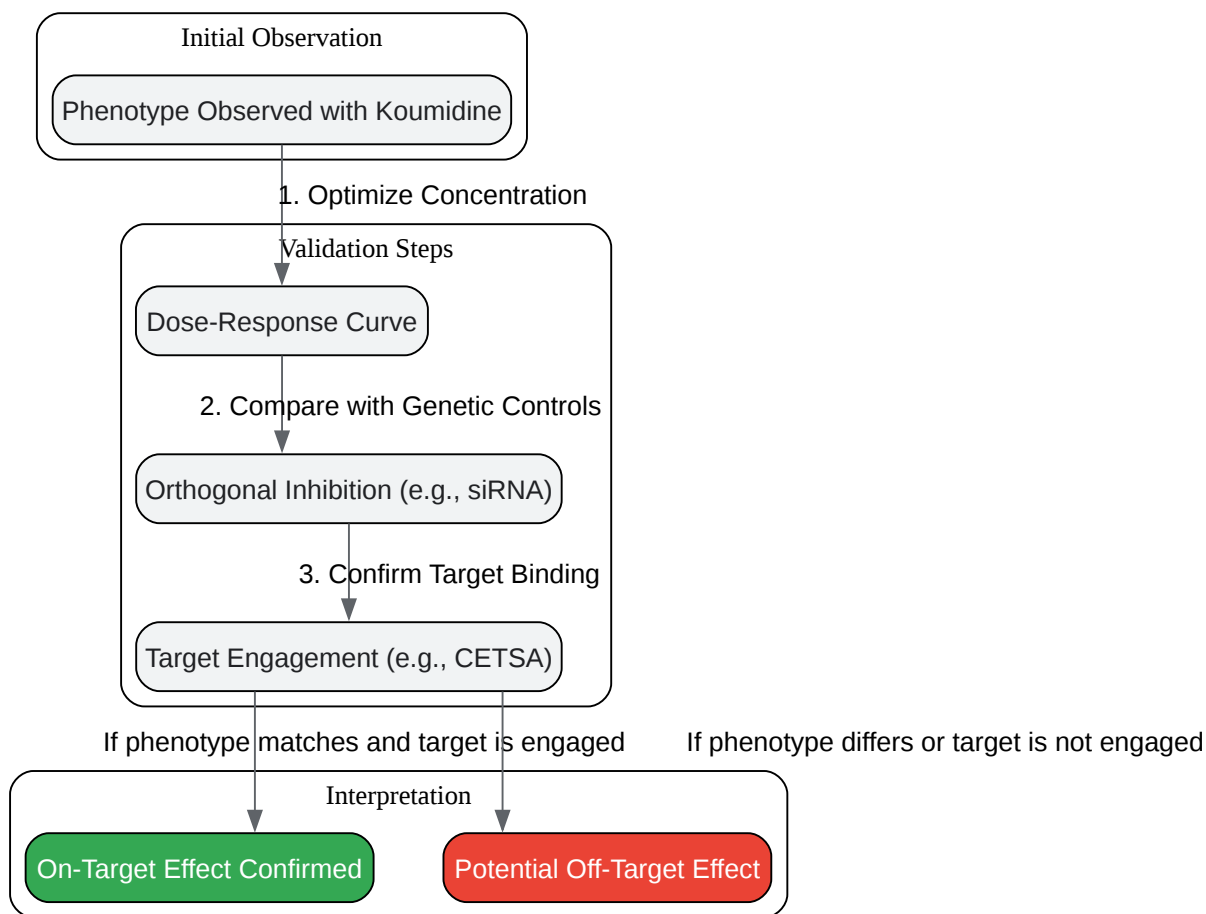 Initial Observation
Phenotype Observed with Koumidine
1. Optimize Concentration
Validation Steps
Dose-Response Curve
2. Compare with Genetic Controls
Orthogonal Inhibition (e.g., siRNA)
3. Confirm Target Binding
Target Engagement (e.g., CETSA)
If phenotype matches and target is engaged
If phenotype differs or target is not engaged
Interpretation
On-Target Effect Confirmed
Potential Off-Target Effect